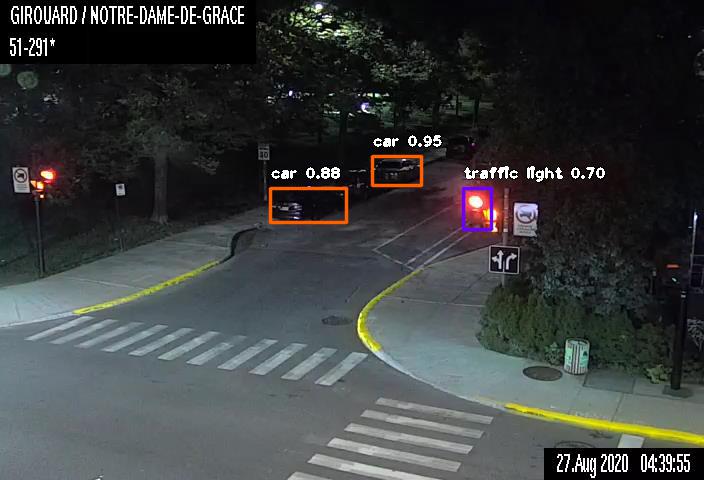 GIROUARD / NOTRE-DAME-DE-GRACE
51-291*
car 0.95
car 0.88
traffic light 0.70
27.Aug 2020 04:39:55